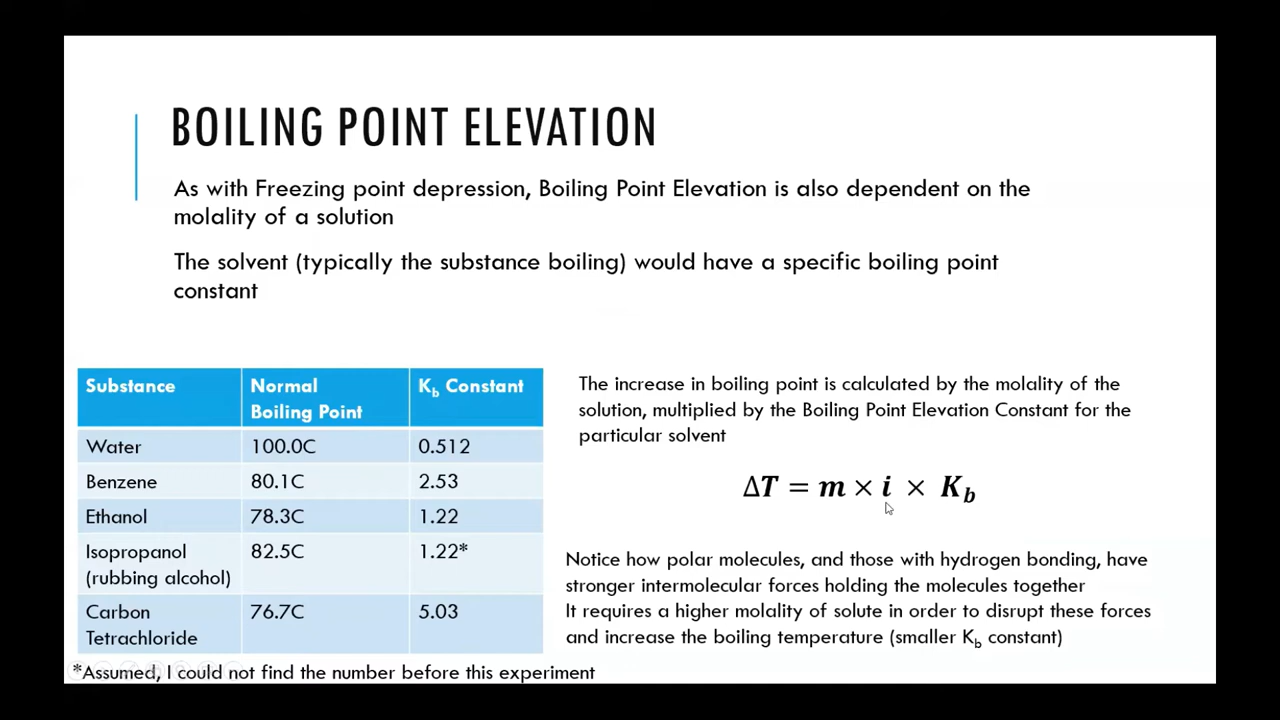 BOILING POINT ELEVATION
As with Freezing point depression, Boiling Point Elevation is also dependent on the
molality of a solution
The solvent (typically the substance boiling) would have a specific boiling point
constant
Substance Normal Boiling Point K_b Constant
Water 100.0C 0.512
Benzene 80.1C 2.53
Ethanol 78.3C 1.22
Isopropanol (rubbing alcohol) 82.5C 1.22*
Carbon Tetrachloride 76.7C 5.03
*Assumed, I could not find the number before this experiment
The increase in boiling point is calculated by the molality of the
solution, multiplied by the Boiling Point Elevation Constant for the
particular solvent
ΔT = m × i × K_b
Notice how polar molecules, and those with hydrogen bonding, have
stronger intermolecular forces holding the molecules together
It requires a higher molality of solute in order to disrupt these forces
and increase the boiling temperature (smaller K_b constant)